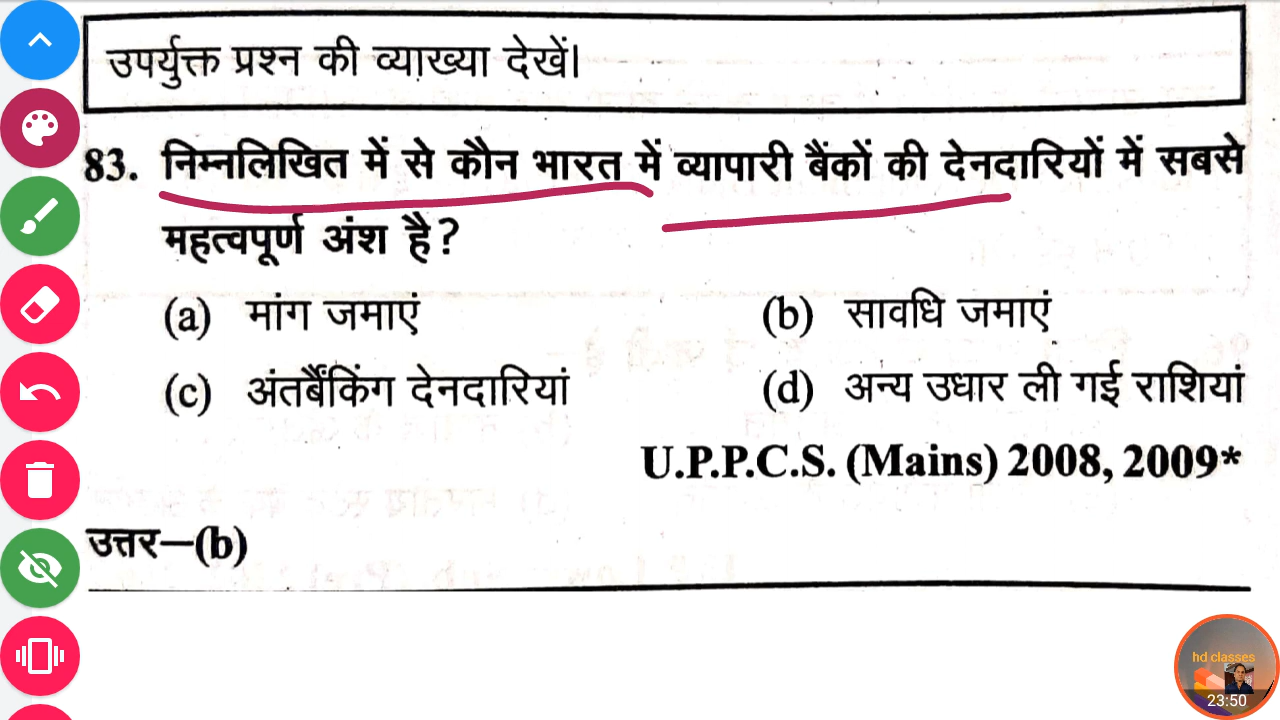 उपर्युक्त प्रश्न की व्याख्या देखें।
83. निम्नलिखित में से कौन भारत में व्यापारी बैंकों की देनदारियों में सबसे
महत्वपूर्ण अंश है?
(a) मांग जमाएं (b) सावधि जमाएं
(c) अंतर्बैंकिंग देनदारियां (d) अन्य उधार ली गई राशियां
U.P.P.C.S. (Mains) 2008, 2009*
उत्तर—(b)
hd classes
23:50